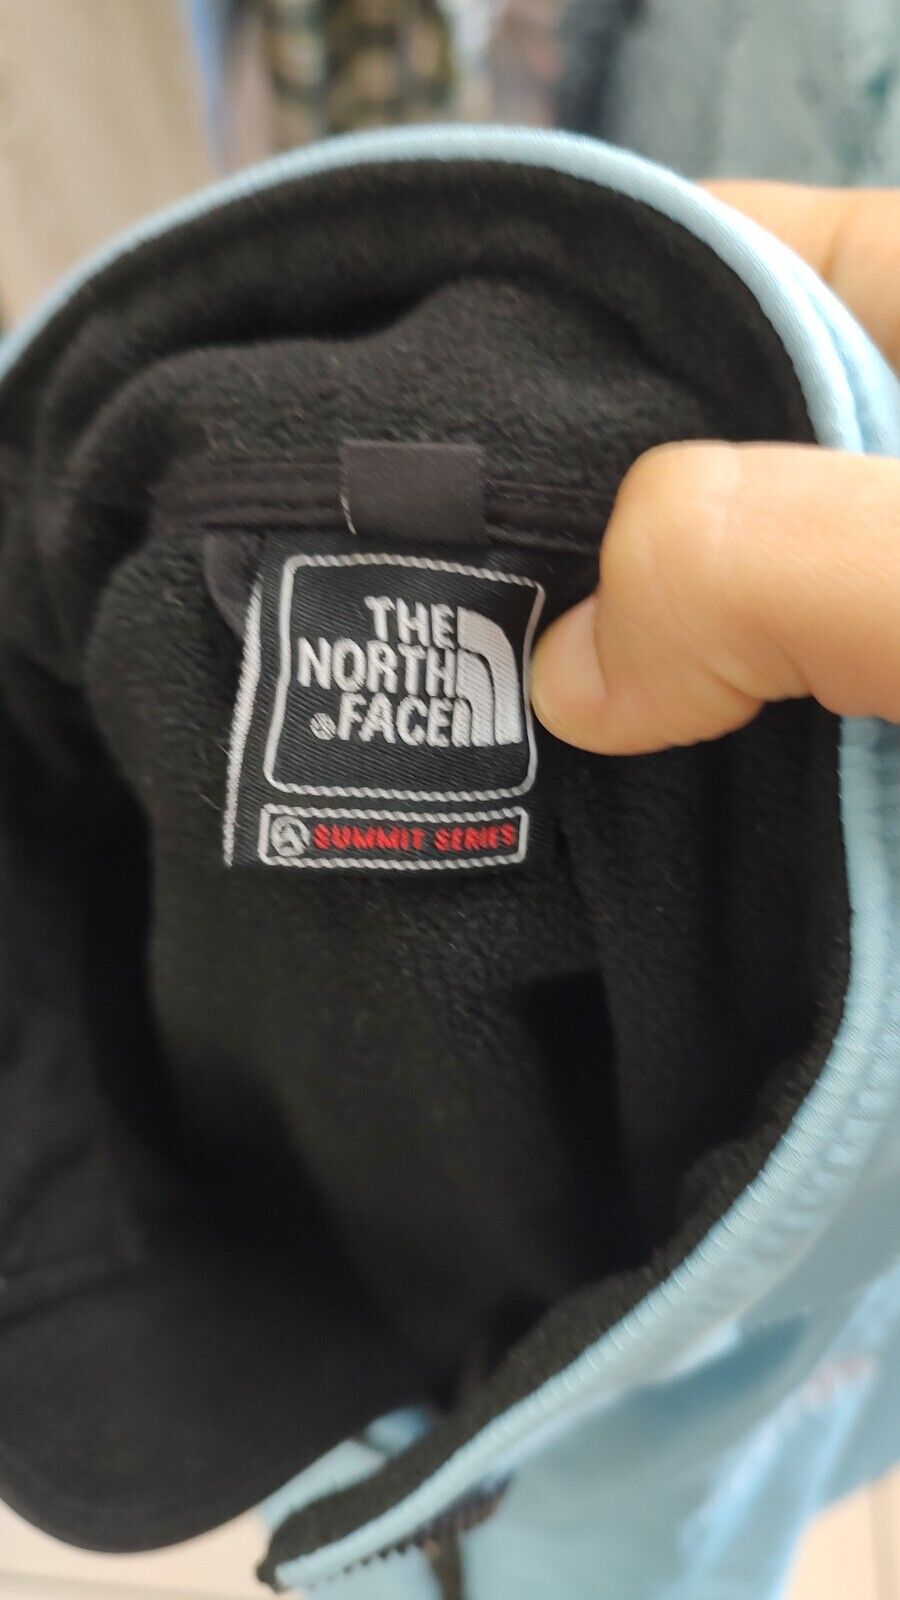 THE
NORTH
®FACE
SUMMIT SERIES